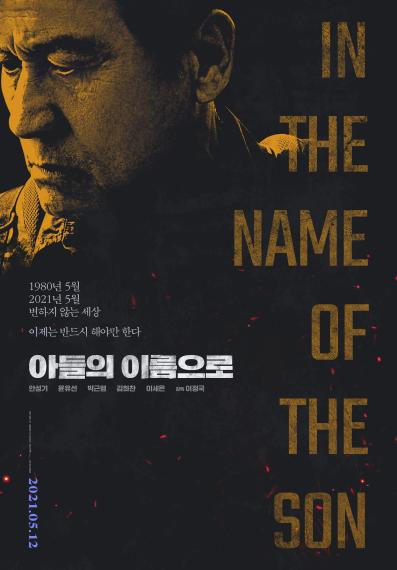 IN
THE
NAME
OF
THE
SON
1980년 5월
2021년 5월
변하지 않는 세상
이제는 반드시 해야만 한다
아들의 이름으로
안성기 윤유선 박근형 김희찬 이세은 감독 이정국
2021.05.12